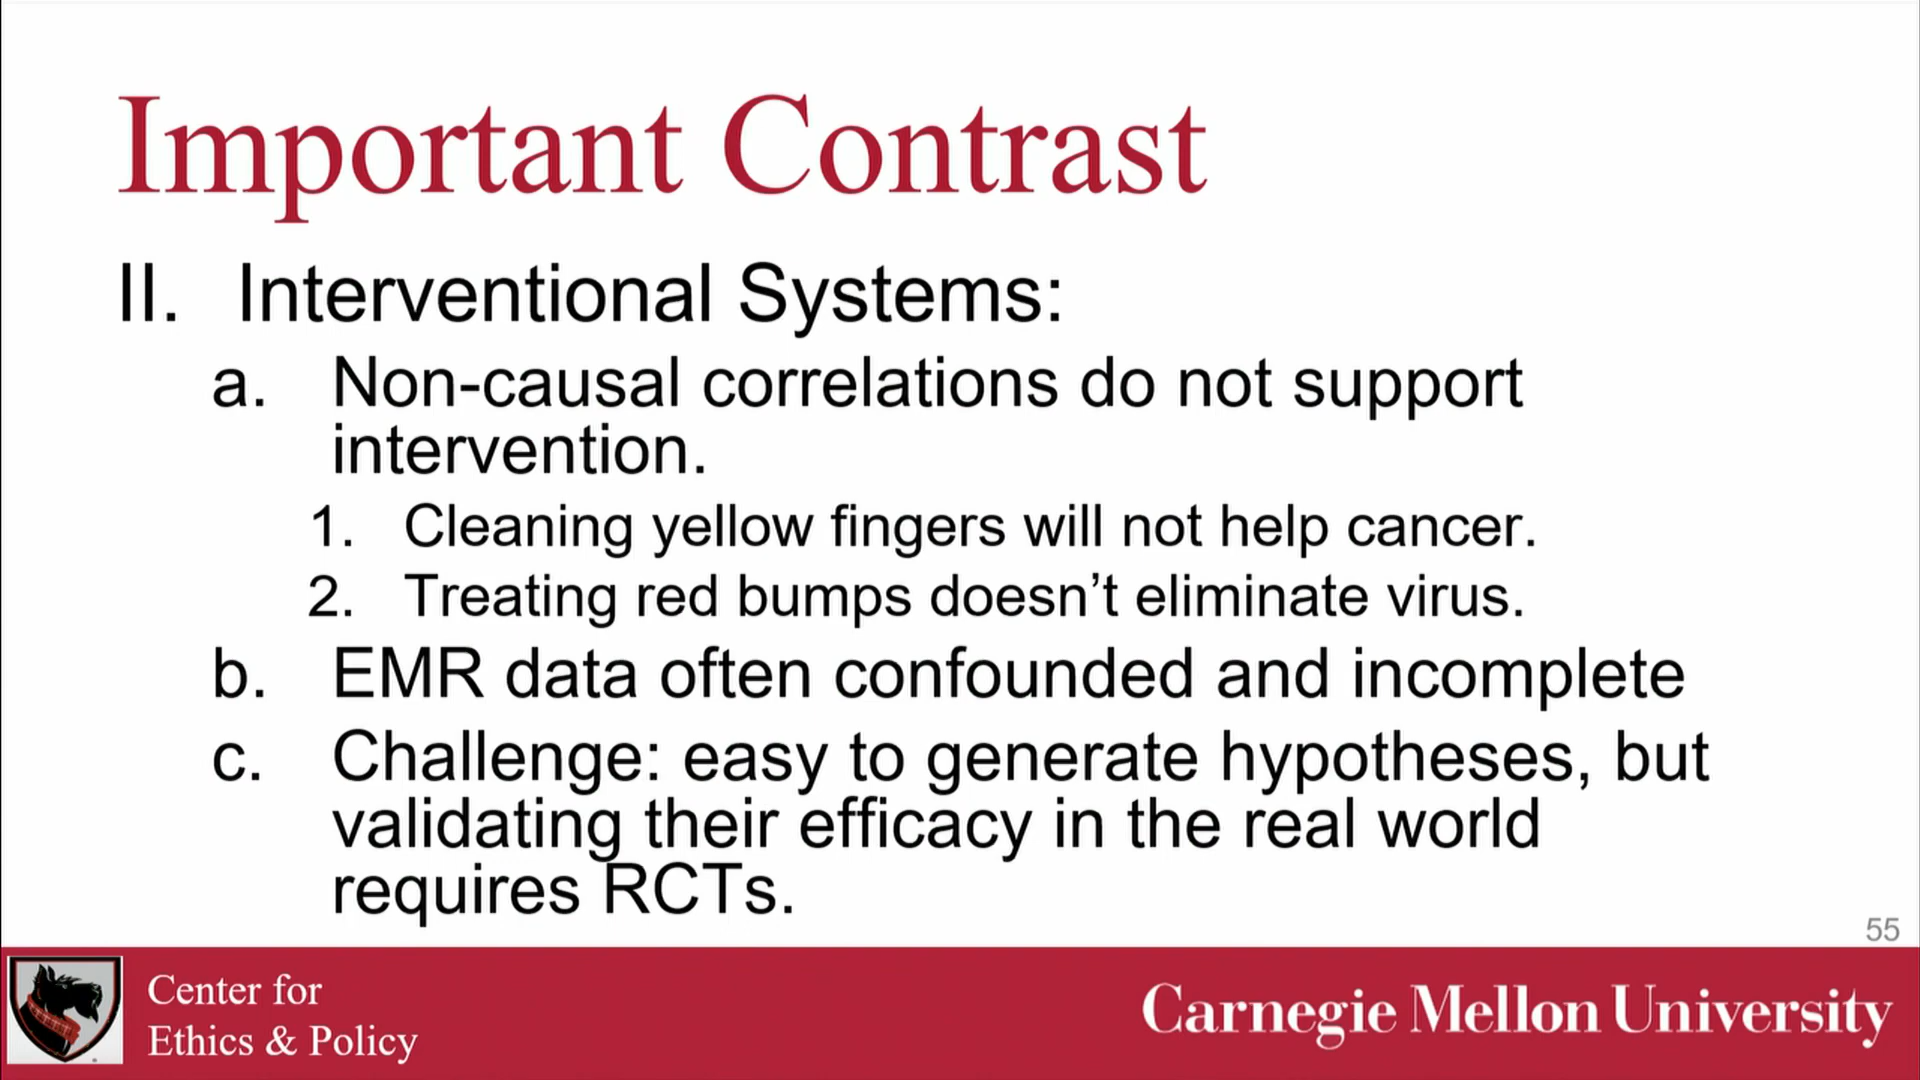 Important Contrast
II. Interventional Systems:
a. Non-causal correlations do not support
intervention.
1. Cleaning yellow fingers will not help cancer.
2. Treating red bumps doesn’t eliminate virus.
b. EMR data often confounded and incomplete
c. Challenge: easy to generate hypotheses, but
validating their efficacy in the real world
requires RCTs.
55
Center for
Ethics & Policy
Carnegie Mellon University